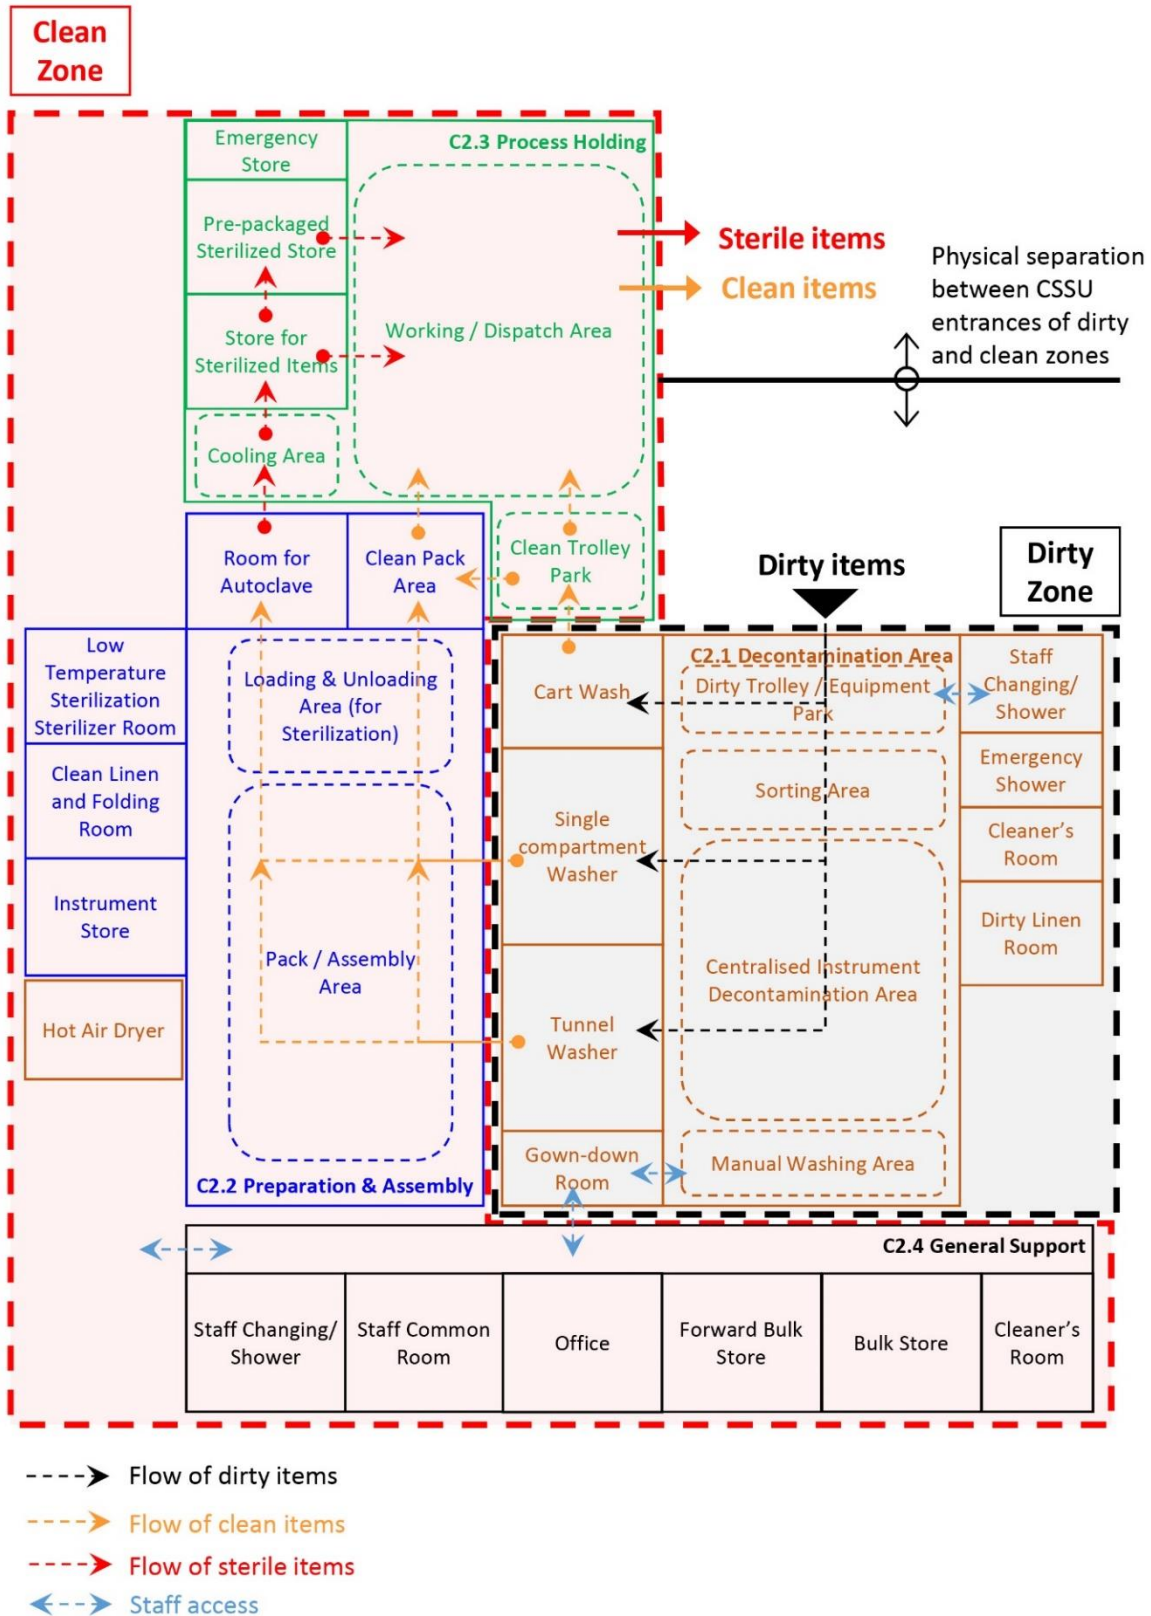 Clean
Zone
Emergency
Store
C2.3 Process Holding
Pre-packaged
Sterilized Store
Sterile items
Clean items
Physical separation
between CSSU
entrances of dirty
and clean zones
Store for
Sterilized Items
Working / Dispatch Area
Cooling Area
Room for
Autoclave
Clean Pack
Area
Clean Trolley
Park
Dirty items
Dirty
Zone
Low
Temperature
Sterilization
Sterilizer Room
Loading & Unloading
Area (for
Sterilization)
Cart Wash
C2.1 Decontamination Area
Dirty Trolley / Equipment
Park
Staff
Changing/
Shower
Clean Linen
and Folding
Room
Single
compartment
Washer
Sorting Area
Emergency
Shower
Cleaner’s
Room
Instrument
Store
Pack / Assembly
Area
Centralised Instrument
Decontamination Area
Dirty Linen
Room
Hot Air Dryer
Tunnel
Washer
Gown-down
Room
Manual Washing Area
C2.2 Preparation & Assembly
C2.4 General Support
Staff Changing/
Shower
Staff Common
Room
Office
Forward Bulk
Store
Bulk Store
Cleaner’s
Room
Flow of dirty items
Flow of clean items
Flow of sterile items
Staff access